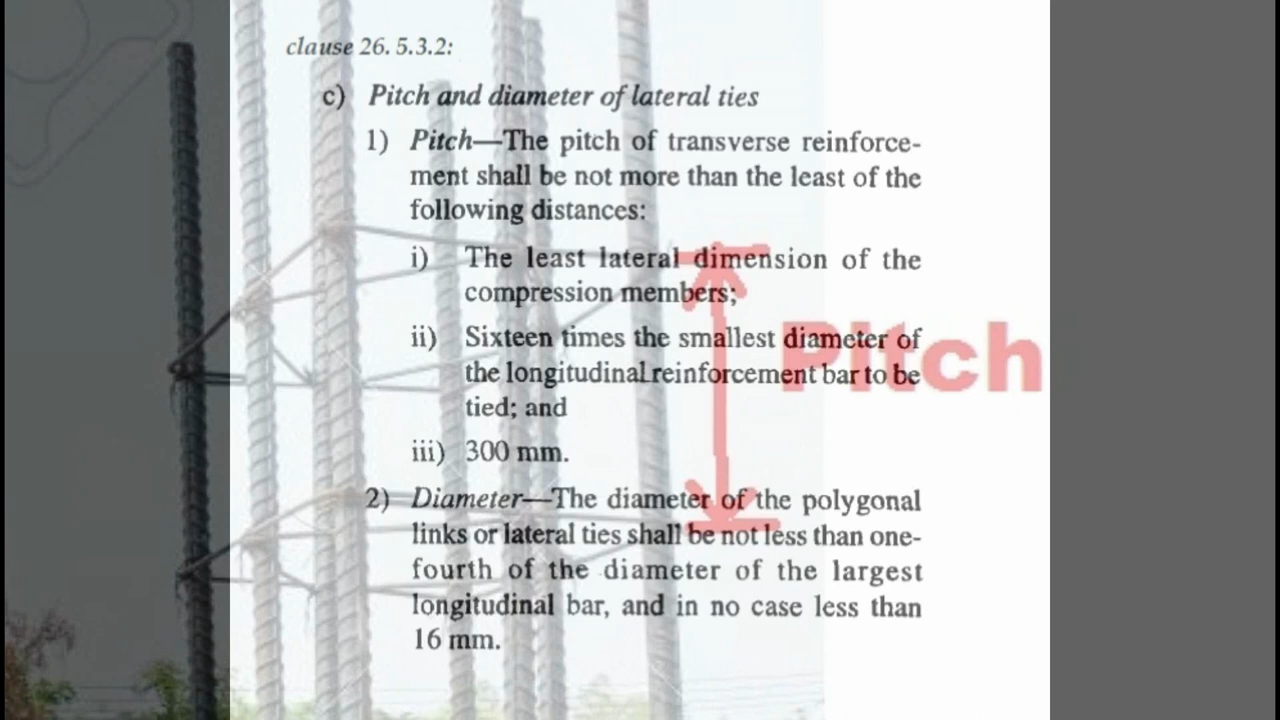 clause 26. 5.3.2:
c) Pitch and diameter of lateral ties
1) Pitch—The pitch of transverse reinforce-
ment shall be not more than the least of the
following distances:
i) The least lateral dimension of the
compression members;
ii) Sixteen times the smallest diameter of
the longitudinal reinforcement bar to be
tied; and
iii) 300 mm.
Pitch
2) Diameter—The diameter of the polygonal
links or lateral ties shall be not less than one-
fourth of the diameter of the largest
longitudinal bar, and in no case less than
16 mm.